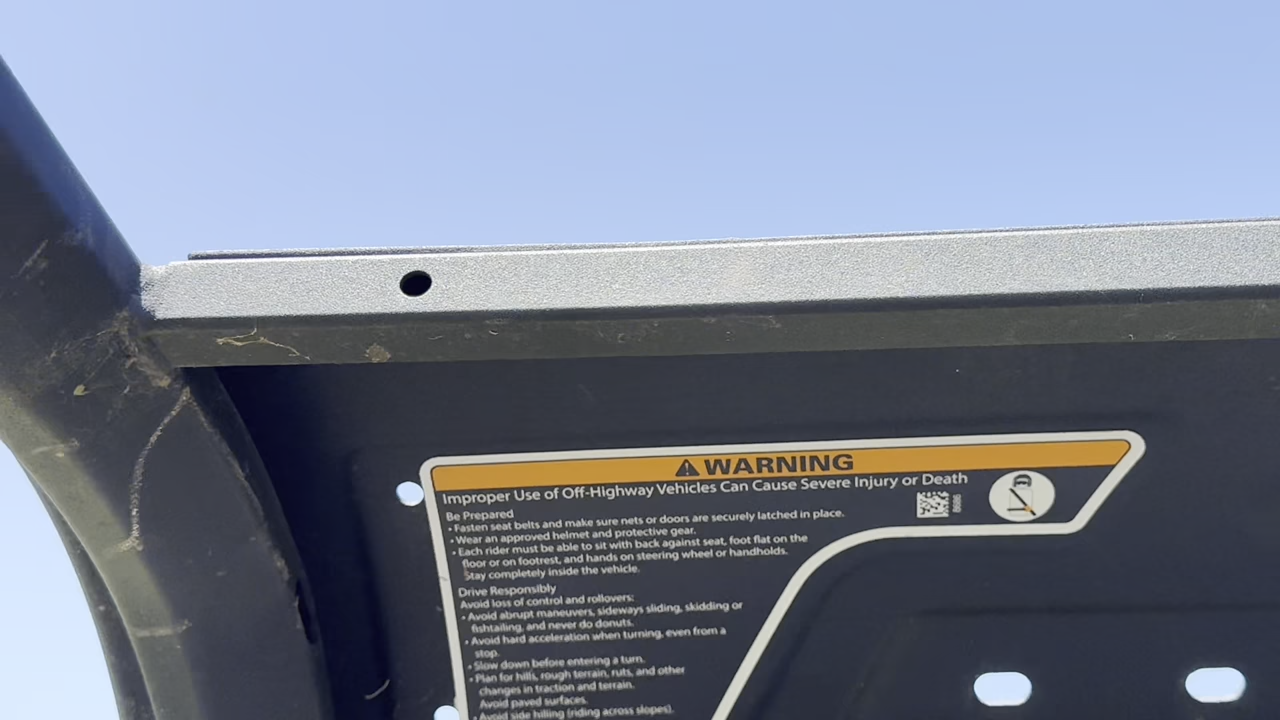 WARNING
Improper Use of Off-Highway Vehicles Can Cause Severe Injury or Death
Be Prepared
• Fasten seat belts and make sure nets or doors are securely latched in place.
• Wear an approved helmet and protective gear.
• Each rider must be able to sit with back against seat, foot flat on the
floor or on footrest, and hands on steering wheel or handholds.
Stay completely inside the vehicle.
Drive Responsibly
Avoid loss of control and rollovers:
• Avoid abrupt maneuvers, sideways sliding, skidding or
fishtailing, and never do donuts.
• Avoid hard acceleration when turning, even from a
stop.
• Slow down before entering a turn.
• Plan for hills, rough terrain, ruts, and other
changes in traction and terrain.
Avoid paved surfaces.
• Avoid side hilling (riding across slopes).